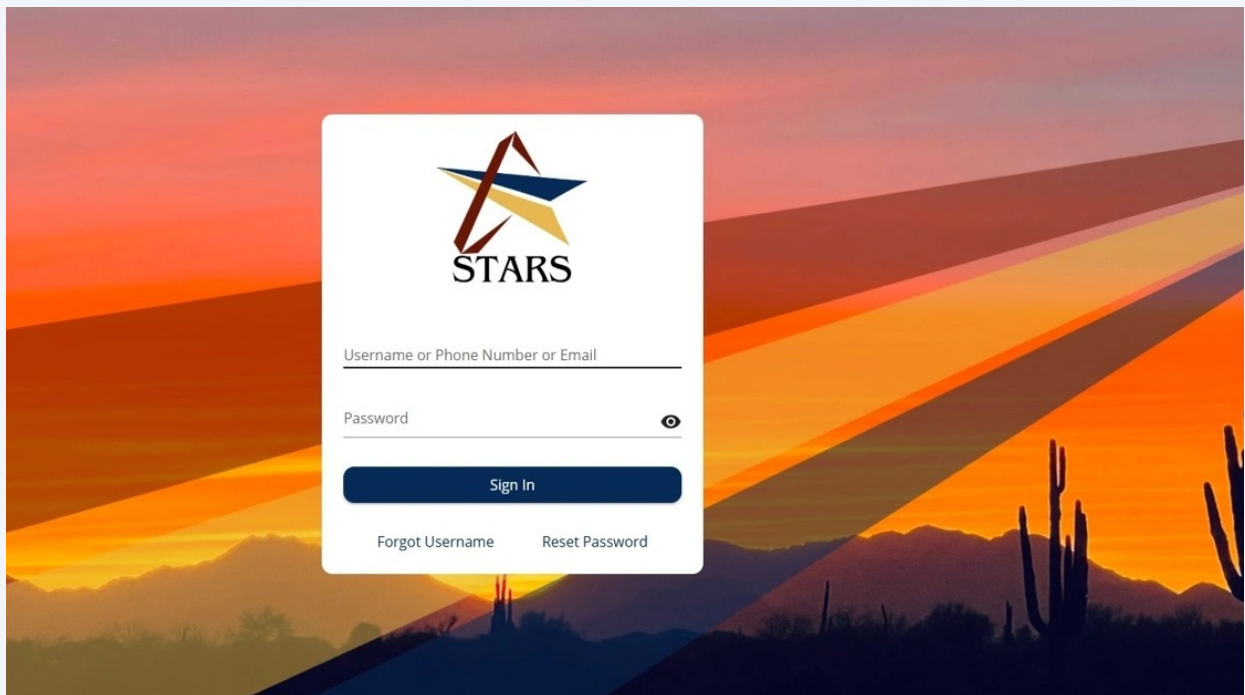 STARS
Username or Phone Number or Email
Password
Sign In
Forgot Username Reset Password